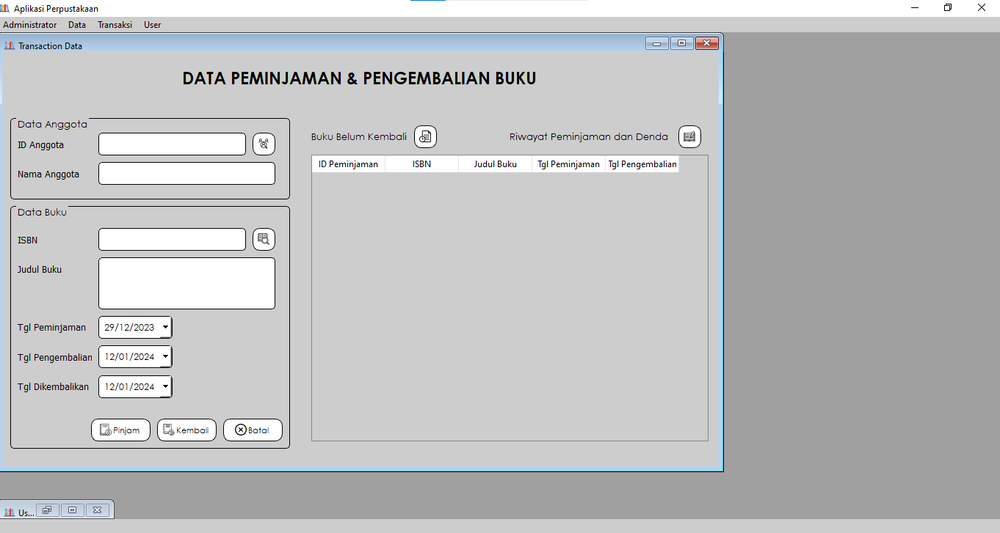 Aplikasi Perpustakaan
Administrator Data Transaksi User
Transaction Data
DATA PEMINJAMAN & PENGEMBALIAN BUKU
Data Anggota
ID Anggota
Nama Anggota
Data Buku
ISBN
Judul Buku
Tgl Peminjaman 29/12/2023
Tgl Pengembalian 12/01/2024
Tgl Dikembalikan 12/01/2024
Pinjam Kembali Batal
Buku Belum Kembali Riwayat Peminjaman dan Denda
ID Peminjaman ISBN Judul Buku Tgl Peminjaman Tgl Pengembalian
Us...